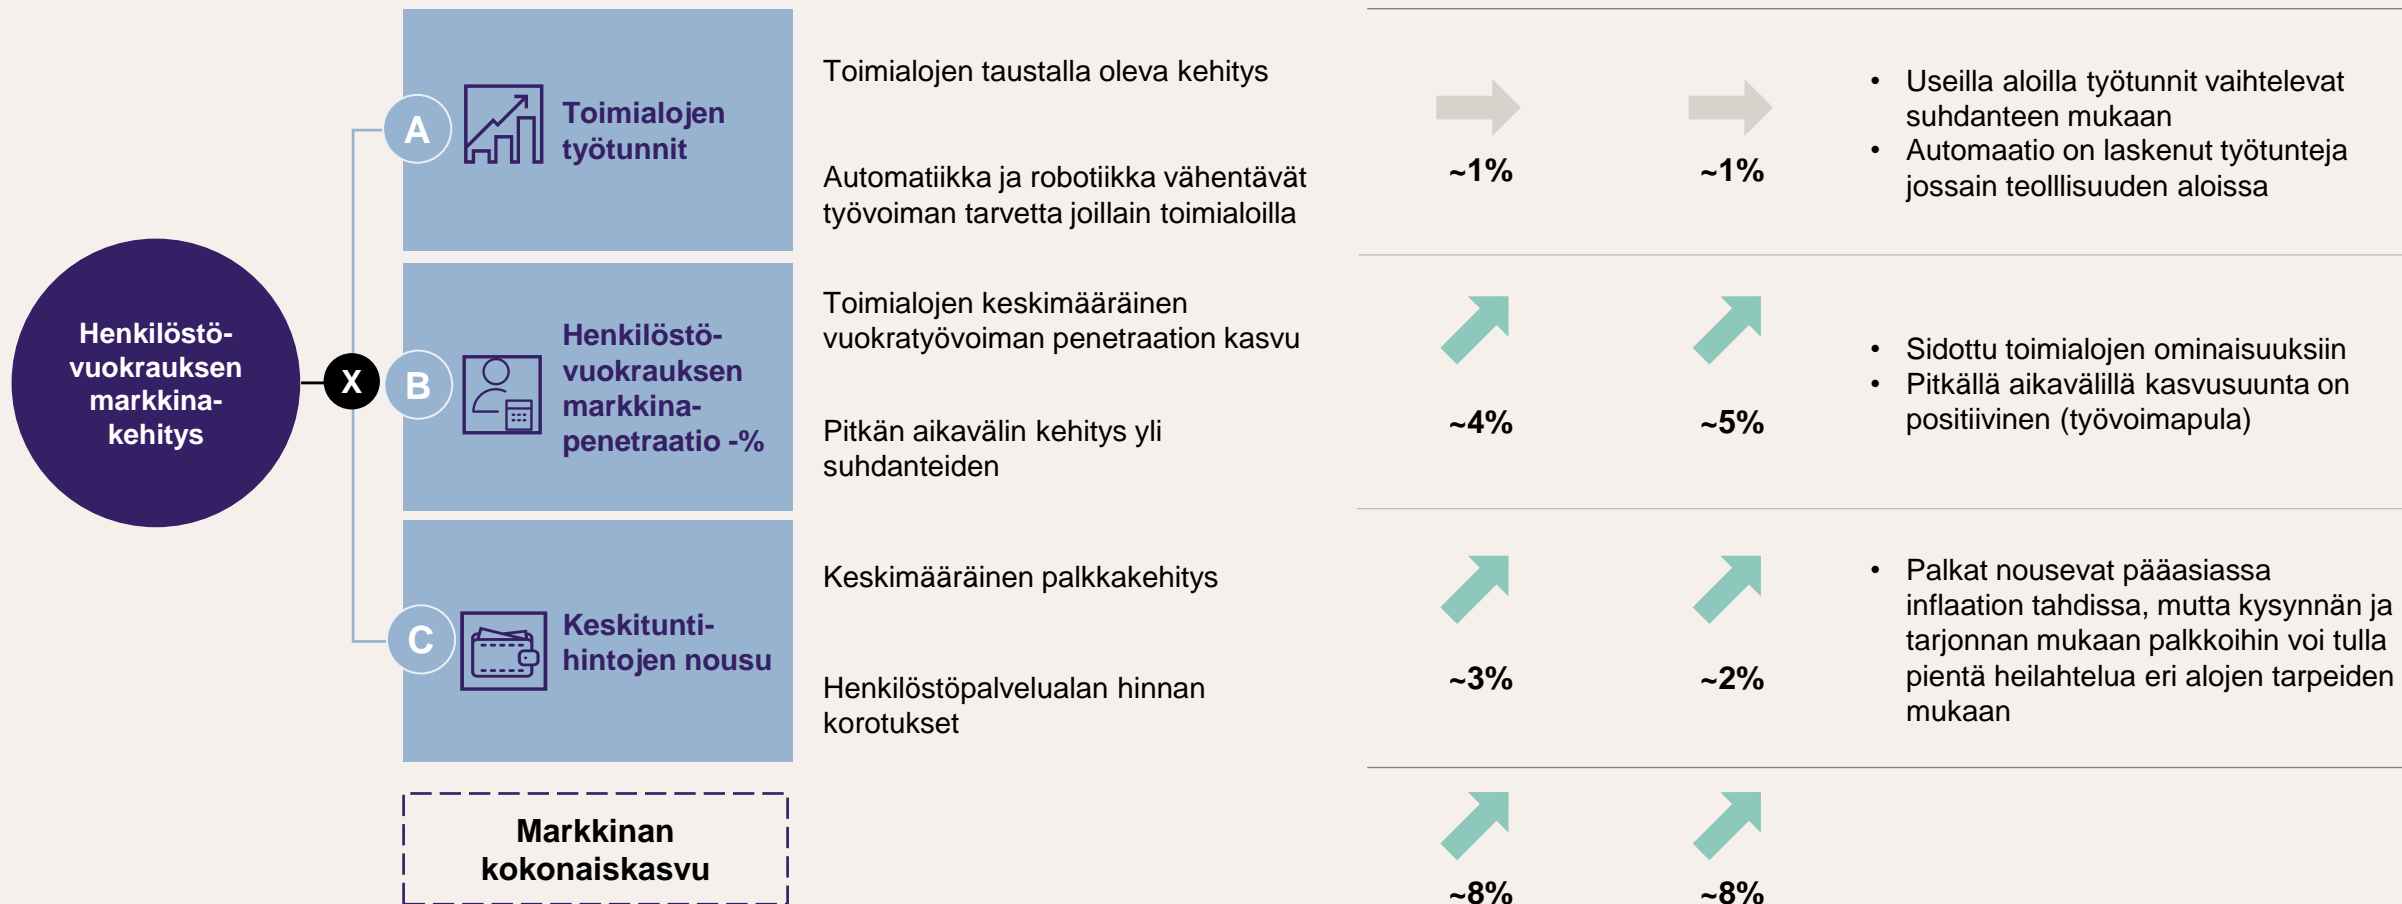 Henkilöstö-
vuokrauksen
markkina-
kehitys
X
A
Toimialojen
työtunnit
Toimialojen taustalla oleva kehitys
Automatiikka ja robotiikka vähentävät
työvoiman tarvetta joillain toimialoilla
~1%
~1%
• Useilla aloilla työtunnit vaihtelevat
suhdanteen mukaan
• Automaatio on laskenut työtunteja
jossain teolllisuuden aloissa
B
Henkilöstö-
vuokrauksen
markkina-
penetraatio -%
Toimialojen keskimääräinen
vuokratyövoiman penetraation kasvu
Pitkän aikavälin kehitys yli
suhdanteiden
~4%
~5%
• Sidottu toimialojen ominaisuuksiin
• Pitkällä aikavälillä kasvusuunta on
positiivinen (työvoimapula)
C
Keskitunti-
hintojen nousu
Keskimääräinen palkkakehitys
Henkilöstöpalvelualan hinnan
korotukset
~3%
~2%
• Palkat nousevat pääasiassa
inflaation tahdissa, mutta kysynnän ja
tarjonnan mukaan palkkoihin voi tulla
pientä heilahtelua eri alojen tarpeiden
mukaan
Markkinan
kokonaiskasvu
~8%
~8%